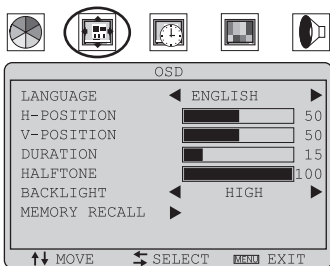 OSD
LANGUAGE ENGLISH
H-POSITION 50
V-POSITION 50
DURATION 15
HALFTONE 100
BACKLIGHT HIGH
MEMORY RECALL
MOVE SELECT MENU EXIT